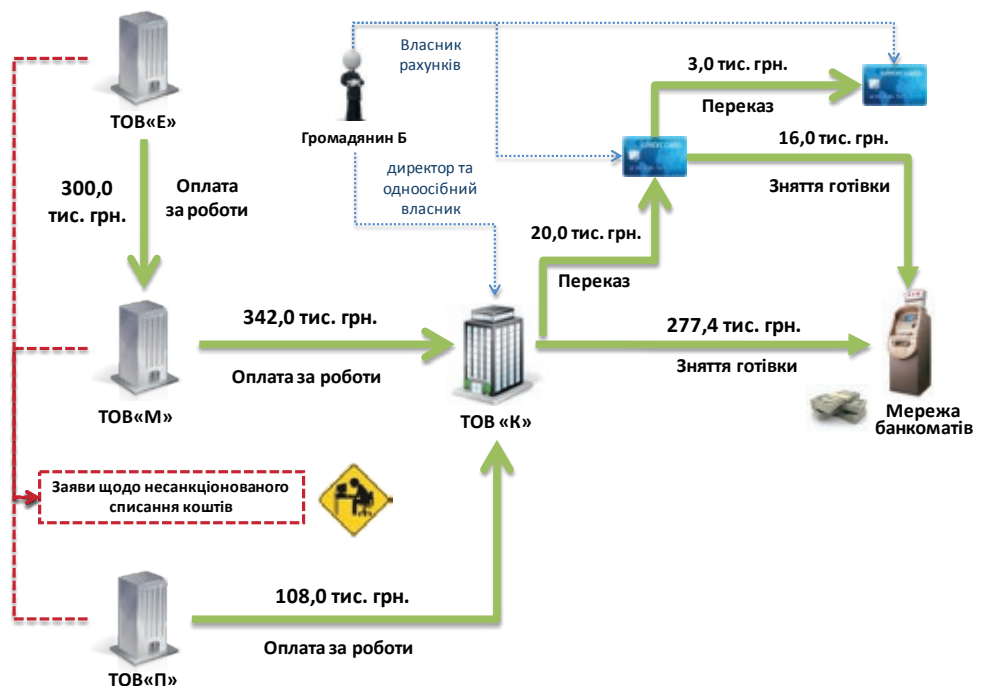 Власник
рахунків
3,0 тис. грн.
Переказ
ТОВ«Е»
Громадянин Б
16,0 тис. грн.
Зняття готівки
директор та
одноосібний
власник
300,0
тис. грн.
Оплата
за роботи
20,0 тис. грн.
Переказ
342,0 тис. грн.
Оплата за роботи
277,4 тис. грн.
Зняття готівки
ТОВ«М»
ТОВ «К»
Мережа
банкоматів
Заяви щодо несанкціонованого
списання коштів
108,0 тис. грн.
Оплата за роботи
ТОВ«П»